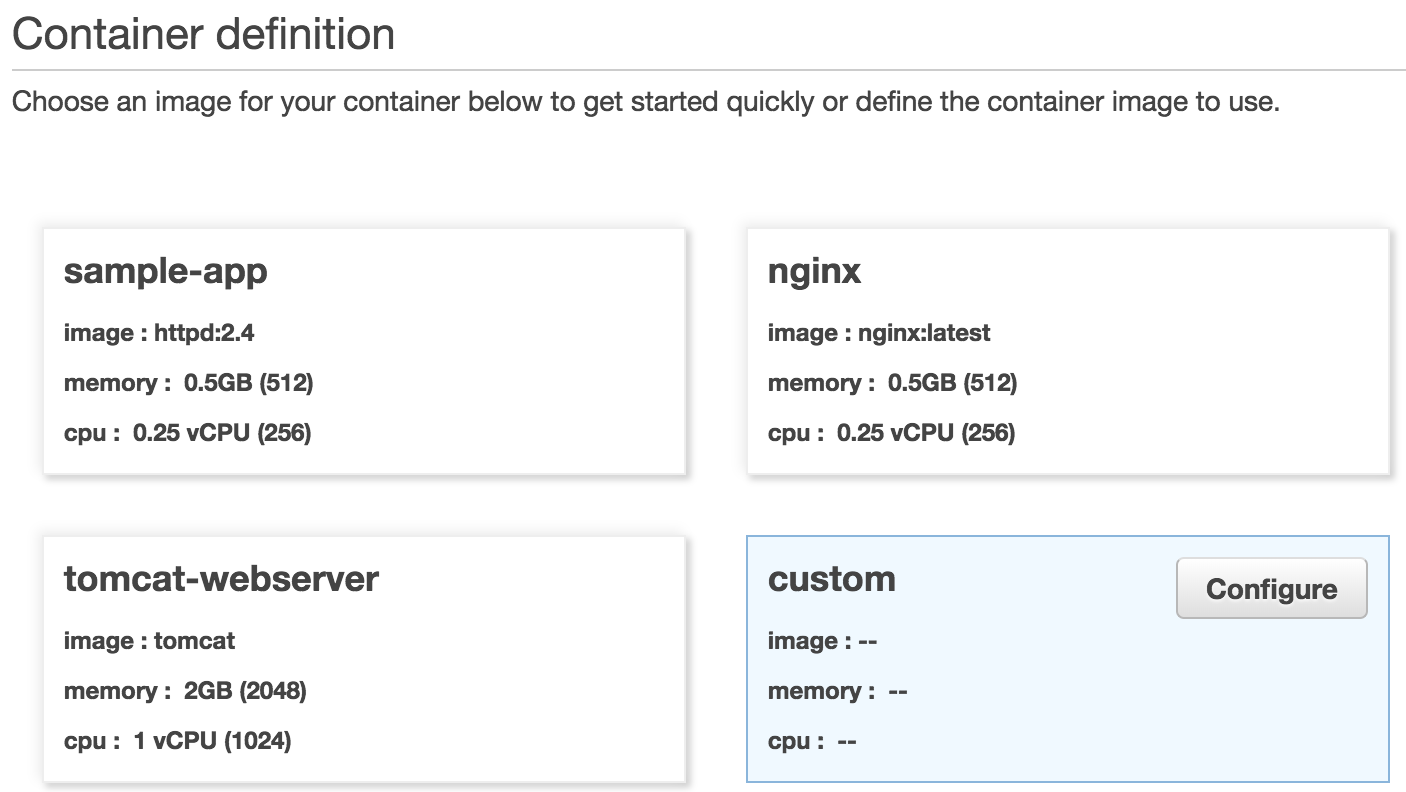 Container definition
Choose an image for your container below to get started quickly or define the container image to use.
sample-app
image : httpd:2.4
memory : 0.5GB (512)
cpu : 0.25 vCPU (256)
nginx
image : nginx:latest
memory : 0.5GB (512)
cpu : 0.25 vCPU (256)
tomcat-webserver
image : tomcat
memory : 2GB (2048)
cpu : 1 vCPU (1024)
custom
Configure
image : --
memory : --
cpu : --